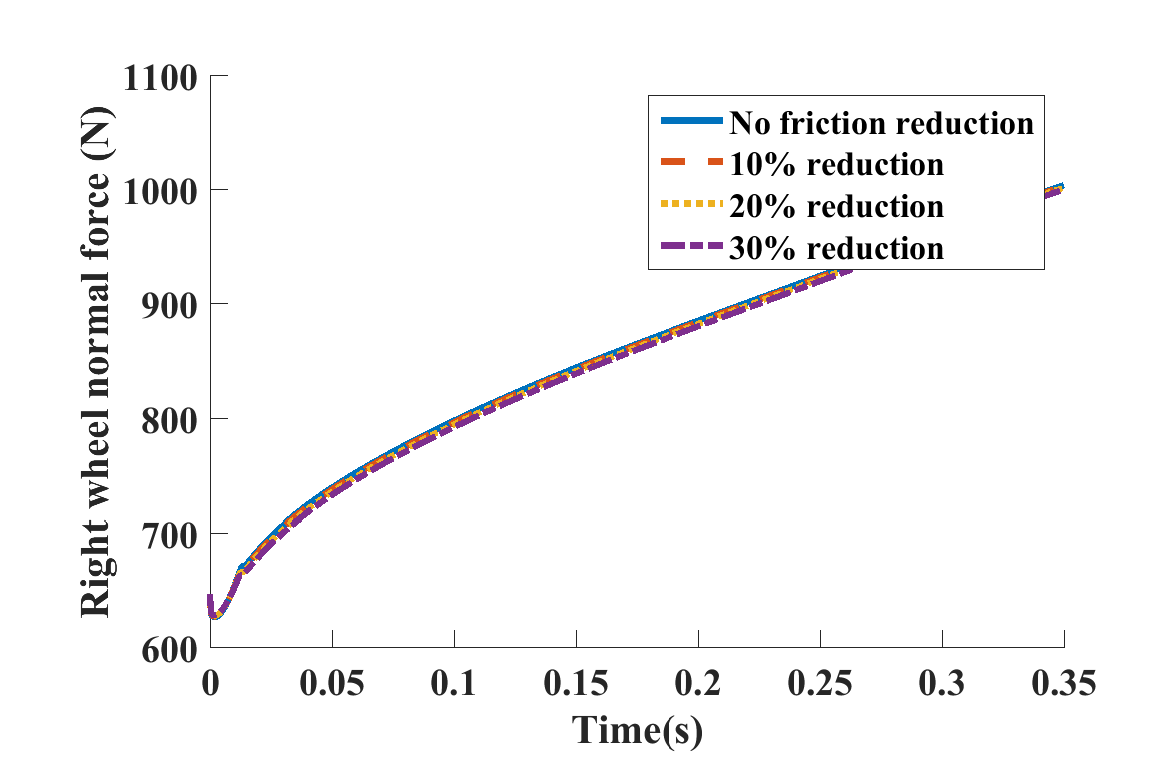 1100
1000
900
800
700
600
Right wheel normal force (N)
No friction reduction
10% reduction
20% reduction
30% reduction
0 0.05 0.1 0.15 0.2 0.25 0.3 0.35
Time(s)